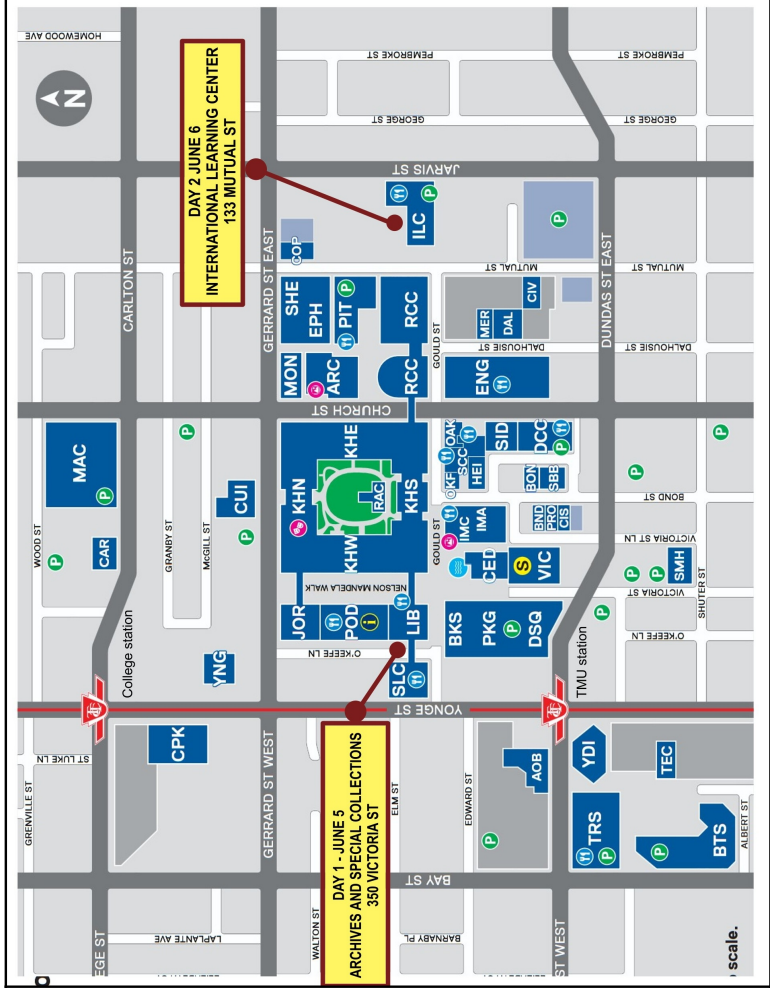 GRENVILLE ST
ST LUKE LN
WOOD ST
HOMEWOOD AVE
N
MAC
CAR
EGE ST
College station
CARLTON ST
LAPLANTE AVE
CPK
GRANBY ST
McGILL ST
YNG
CUI
DAY 2 JUNE 6
INTERNATIONAL LEARNING CENTER
133 MUTUAL ST
GERRARD ST WEST
GERRARD ST EAST
WALTON ST
DAY 1 - JUNE 5
ARCHIVES AND SPECIAL COLLECTIONS
350 VICTORIA ST
JOR
POD
i
LIB
SLC
O'KEEFE LN
NELSON MANDELA WALK
KHN
KHW
KHE
KHS
RAC
MON
ARC
SHE
EPH
PIT
P
RCC
RCC
COP
ILC
P
ELM ST
BARNABY PL
BAY ST
YONGE ST
CHURCH ST
JARVIS ST
GEORGE ST
PEMBROKE ST
GOULD ST
GOULD ST
EDWARD ST
AOB
P
BKS
PKG
P
DSQ
CED
S
VIC
IMC
IMA
BND
PRO
CIS
OKF
OAK
SCC
HEI
SID
DCC
P
BON
SBB
ENG
MER
DAL
CIV
DALHOUSIE ST
MUTUAL ST
P
ST WEST
TMU station
DUNDAS ST EAST
TRS
P
YDI
TEC
BTS
P
ALBERT ST
O'KEEFE LN
VICTORIA ST
VICTORIA ST LN
SMH
BOND ST
SHUTER ST
DALHOUSIE ST
MUTUAL ST
GEORGE ST
PEMBROKE ST
scale.